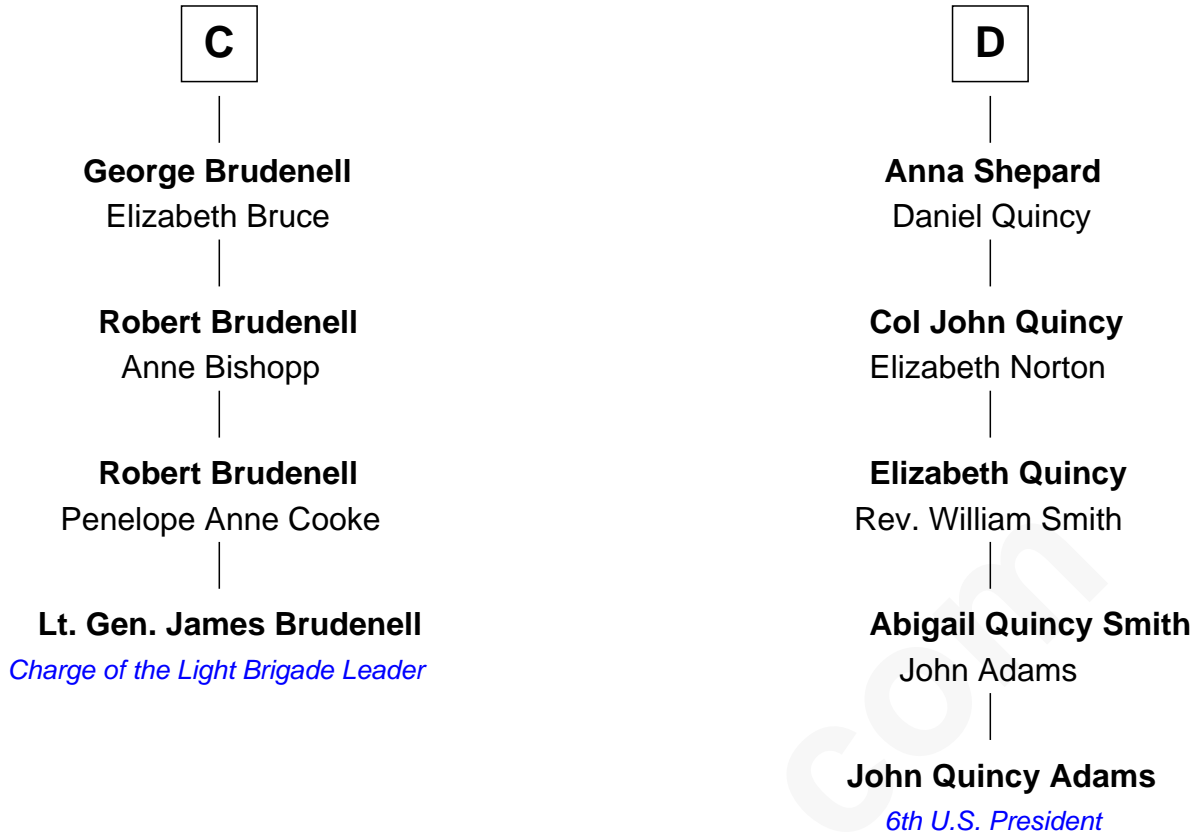 C
George Brudenell
Elizabeth Bruce
Robert Brudenell
Anne Bishopp
Robert Brudenell
Penelope Anne Cooke
Lt. Gen. James Brudenell
Charge of the Light Brigade Leader
D
Anna Shepard
Daniel Quincy
Col John Quincy
Elizabeth Norton
Elizabeth Quincy
Rev. William Smith
Abigail Quincy Smith
John Adams
John Quincy Adams
6th U.S. President
com